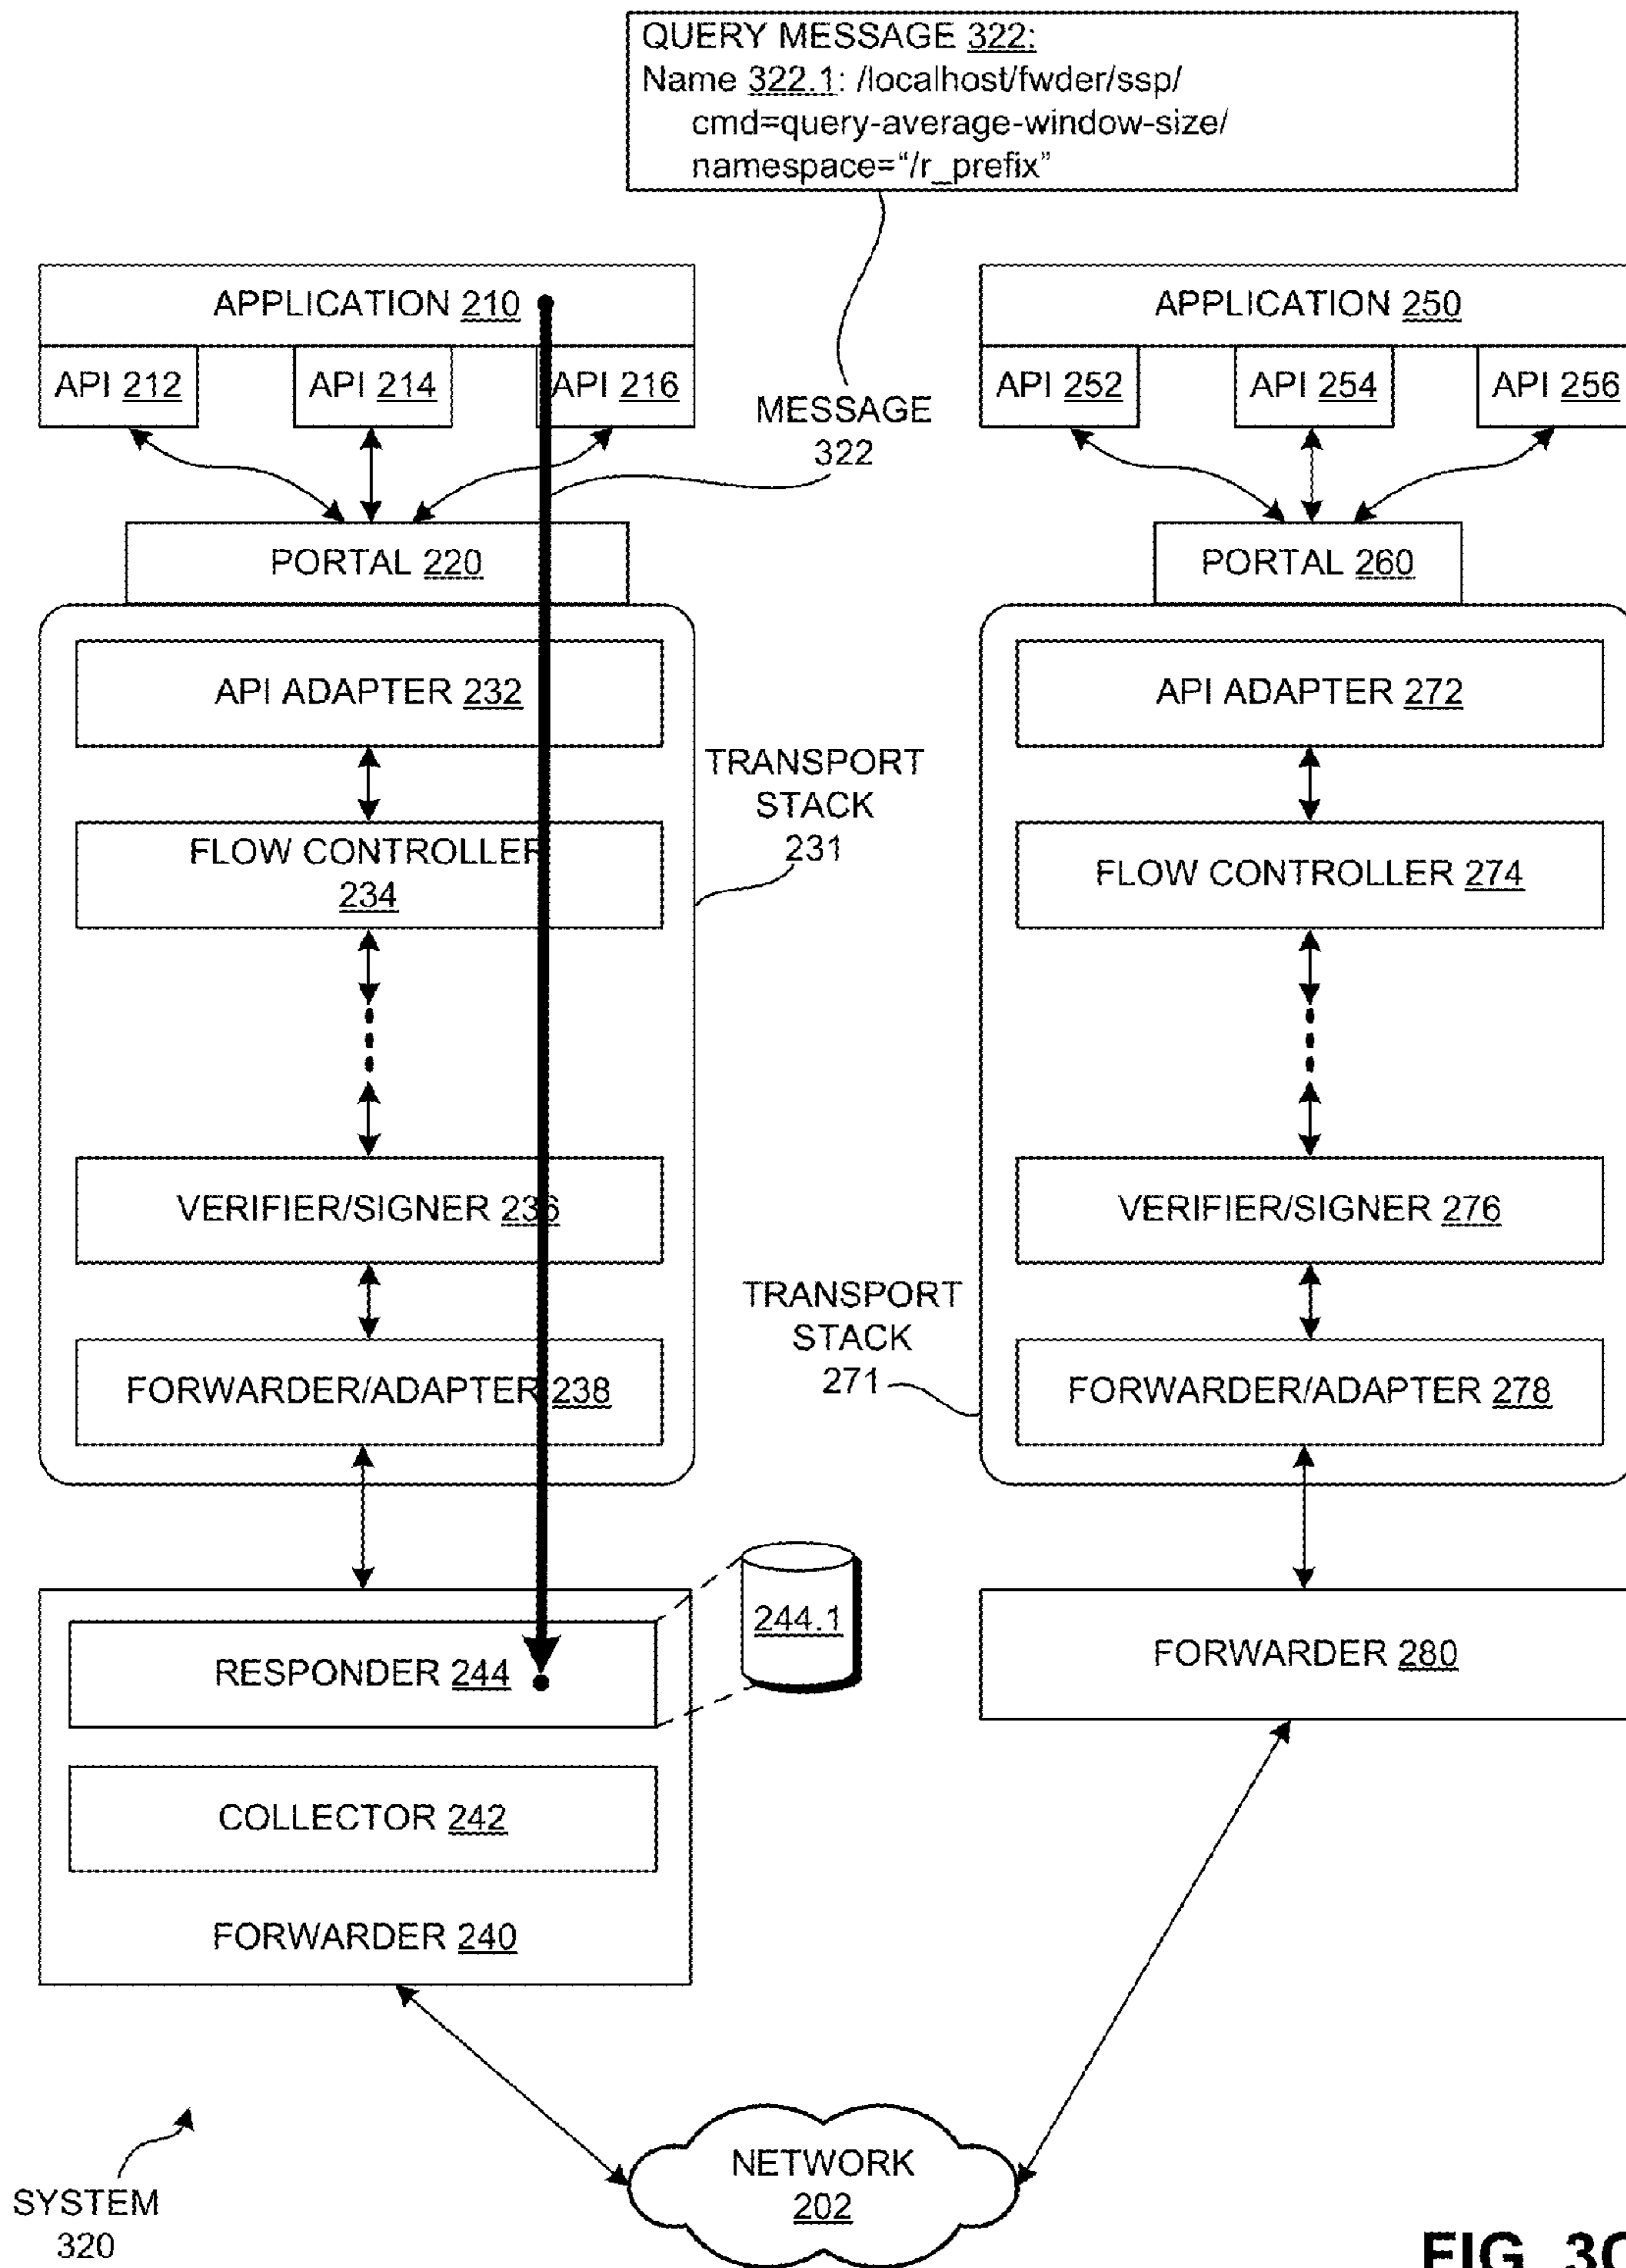 QUERY MESSAGE 322:
Name 322.1: /localhost/fwder/ssp/
cmd=query-average-window-size/
namespace=“/r_prefix”
APPLICATION 210
API 212
API 214
API 216
MESSAGE
322
PORTAL 220
API ADAPTER 232
FLOW CONTROLLER
234
VERIFIER/SIGNER 236
FORWARDER/ADAPTER 238
TRANSPORT
STACK
231
RESPONDER 244
244.1
COLLECTOR 242
FORWARDER 240
APPLICATION 250
API 252
API 254
API 256
PORTAL 260
API ADAPTER 272
FLOW CONTROLLER 274
VERIFIER/SIGNER 276
FORWARDER/ADAPTER 278
TRANSPORT
STACK
271
FORWARDER 280
NETWORK
202
SYSTEM
320
FIG. 3C